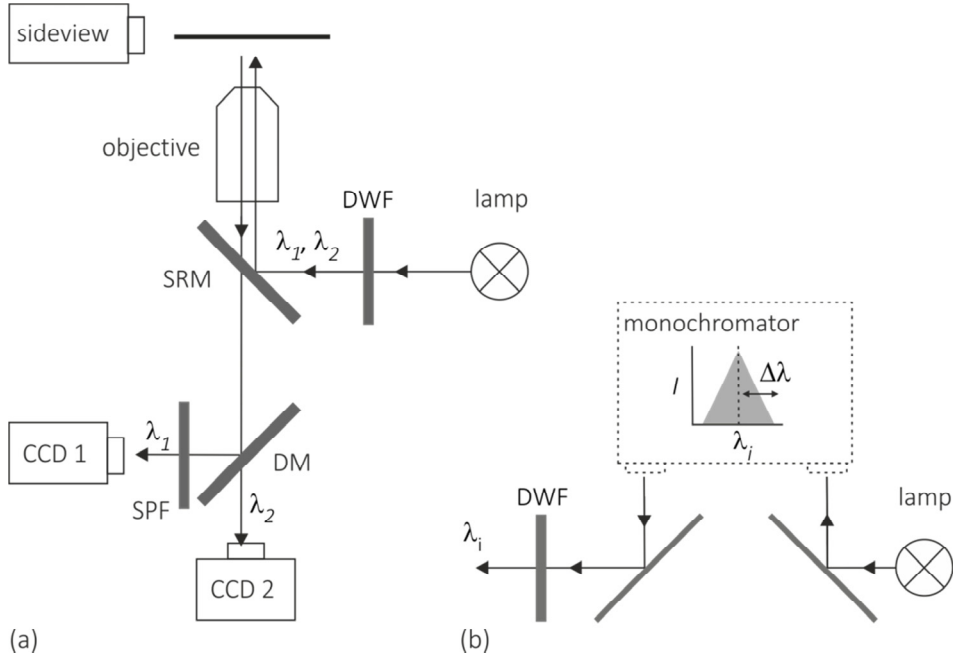 sideview
objective
DWF
lamp
λ1, λ2
SRM
monochromator
I
Δλ
λi
CCD 1
λ1
SPF
DM
λ2
CCD 2
DWF
lamp
λi
(a)
(b)